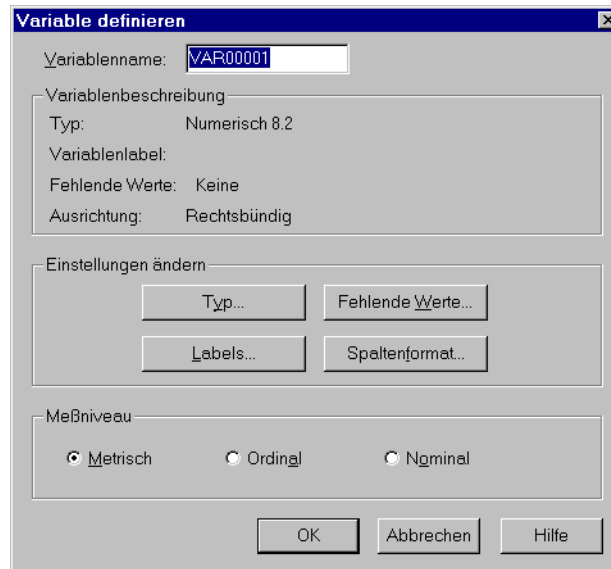 Variable definieren
Variablenname: VAR00001
Variablenbeschreibung
Typ: Numerisch 8.2
Variablenlabel:
Fehlende Werte: Keine
Ausrichtung: Rechtsbündig
Einstellungen ändern
Typ... Fehlende Werte...
Labels... Spaltenformat...
Meßniveau
Metrisch Ordinal Nominal
OK Abbrechen Hilfe